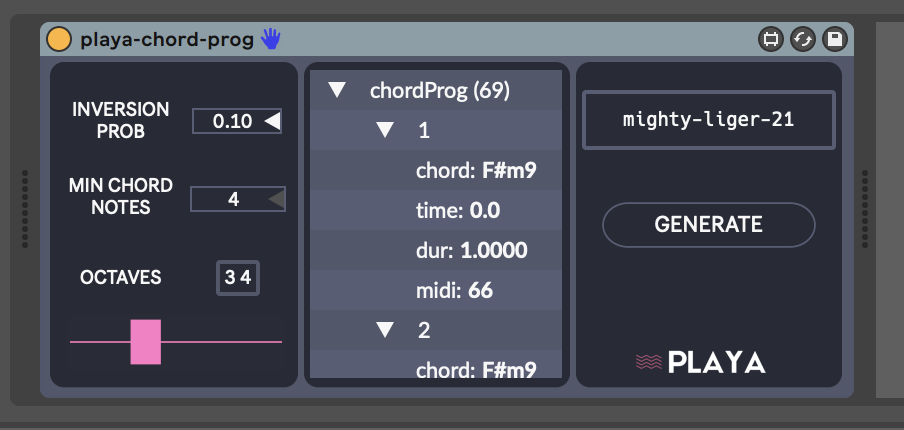 playa-chord-prog
INVERSION
PROB
0.10
MIN CHORD
NOTES
4
OCTAVES
3 4
chordProg (69)
1
chord: F#m9
time: 0.0
dur: 1.0000
midi: 66
2
chord: F#m9
mighty-liger-21
GENERATE
PLAYA